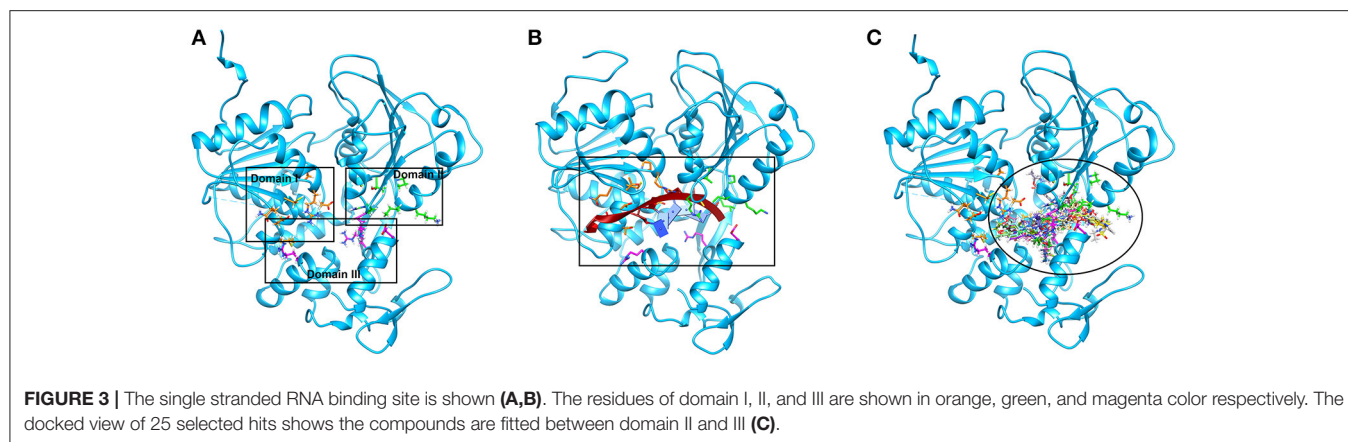 A
B
C
Domain I
Domain II
Domain III
FIGURE 3 | The single stranded RNA binding site is shown (A,B). The residues of domain I, II, and III are shown in orange, green, and magenta color respectively. The
docked view of 25 selected hits shows the compounds are fitted between domain II and III (C).